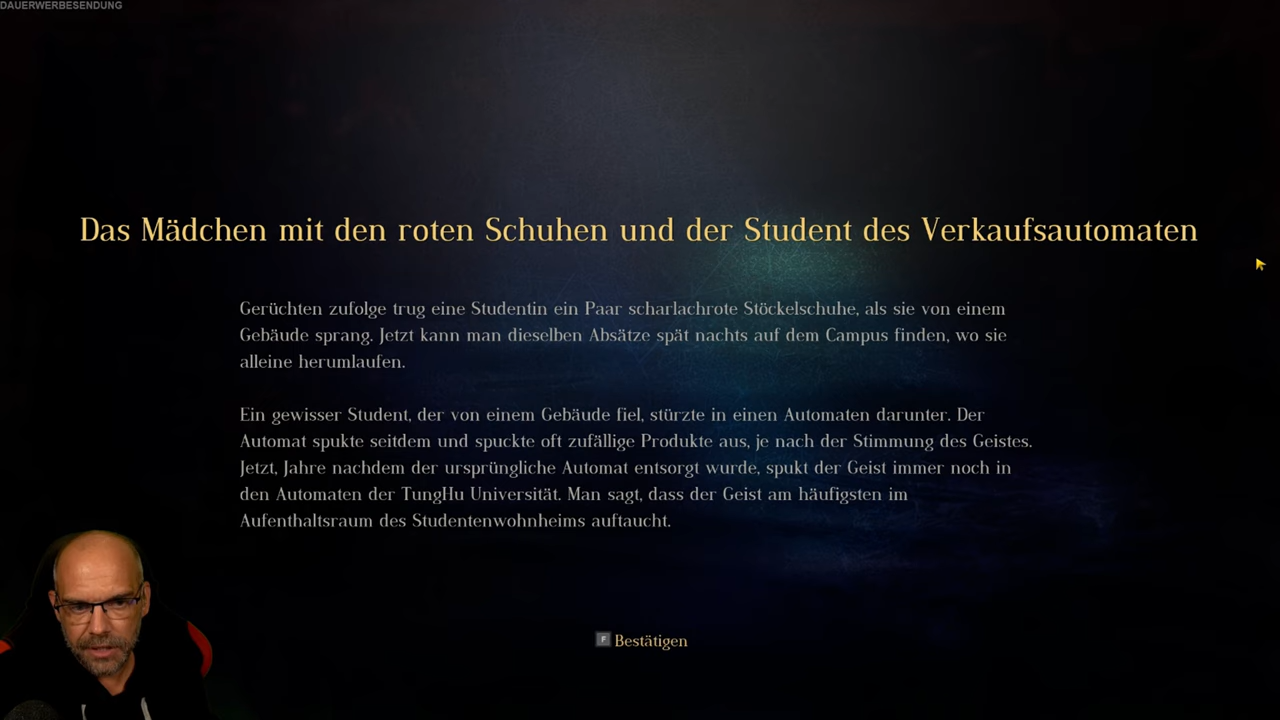 DAUERWERBESENDUNG
Das Mädchen mit den roten Schuhen und der Student des Verkaufsautomaten
Gerüchten zufolge trug eine Studentin ein Paar scharlachrote Stöckelschuhe, als sie von einem
Gebäude sprang. Jetzt kann man dieselben Absätze spät nachts auf dem Campus finden, wo sie
alleine herumlaufen.
Ein gewisser Student, der von einem Gebäude fiel, stürzte in einen Automaten darunter. Der
Automat spukte seitdem und spuckte oft zufällige Produkte aus, je nach der Stimmung des Geistes.
Jetzt, Jahre nachdem der ursprüngliche Automat entsorgt wurde, spukt der Geist immer noch in
den Automaten der TungHu Universität. Man sagt, dass der Geist am häufigsten im
Aufenthaltsraum des Studentenwohnheims auftaucht.
F Bestätigen